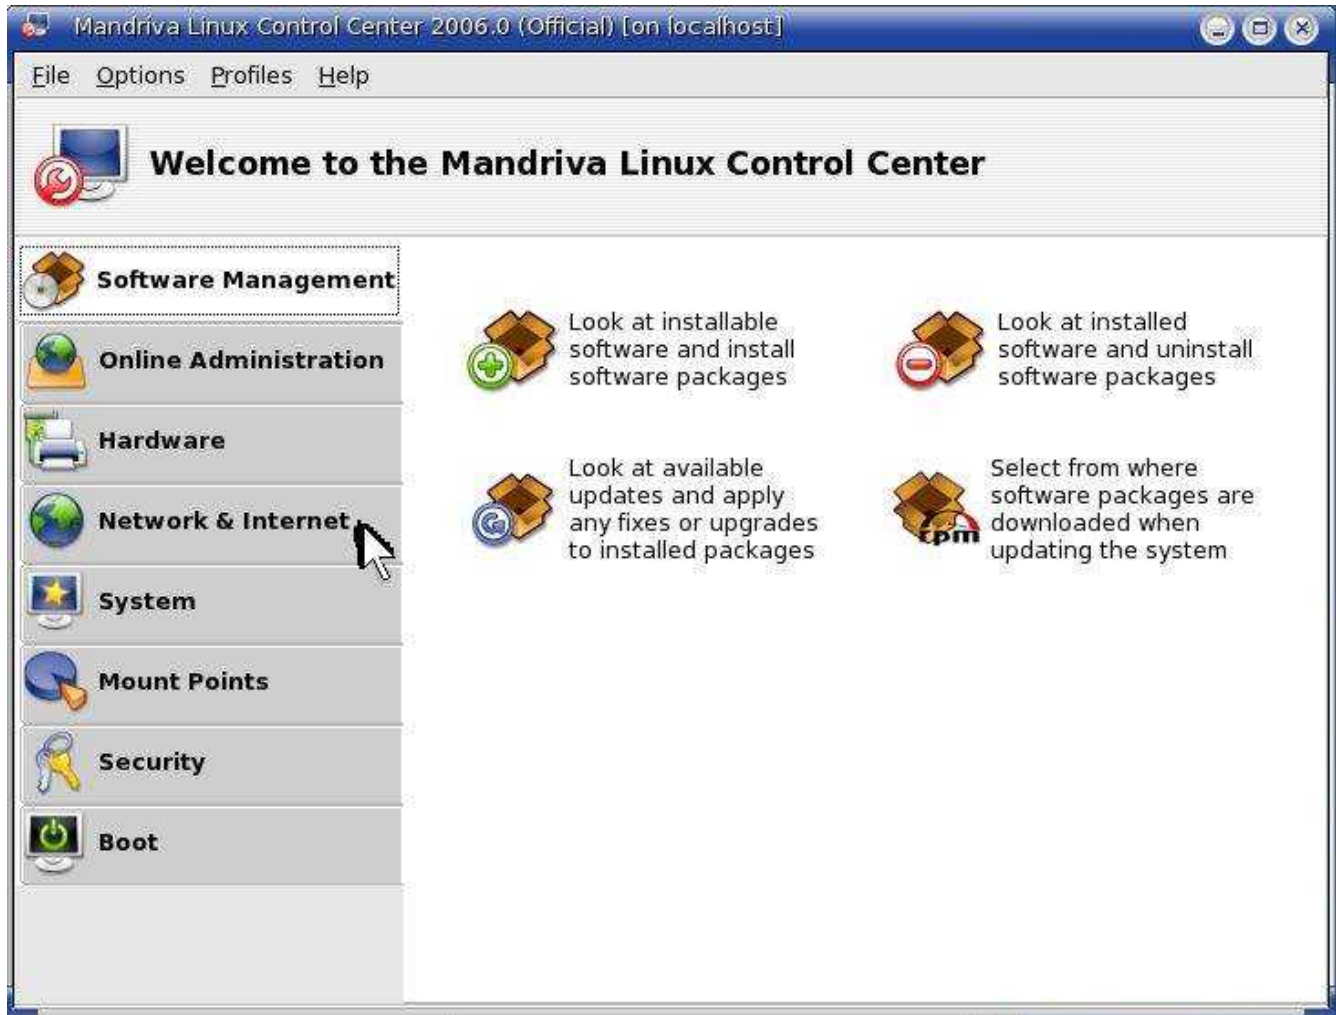 Mandriva Linux Control Center 2006.0 (Official) [on localhost]
File Options Profiles Help
Welcome to the Mandriva Linux Control Center
Software Management
Online Administration
Hardware
Network & Internet
System
Mount Points
Security
Boot
Look at installable
software and install
software packages
Look at installed
software and uninstall
software packages
Look at available
updates and apply
any fixes or upgrades
to installed packages
rpm
Select from where
software packages are
downloaded when
updating the system